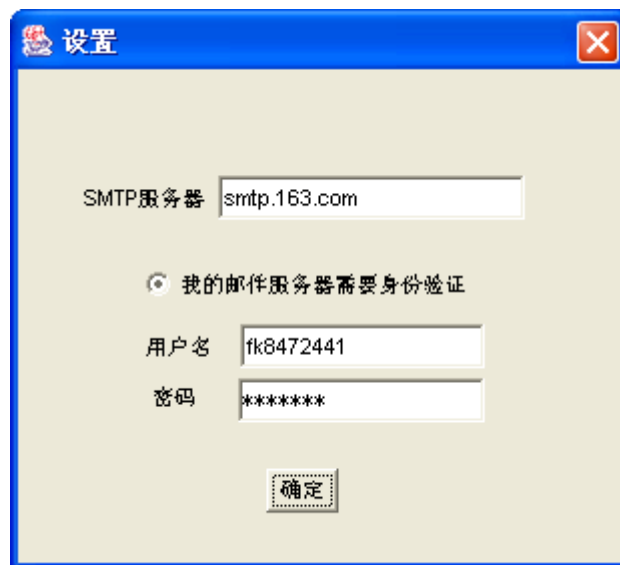 设置
SMTP服务器 smtp.163.com
我的邮件服务器需要身份验证
用户名 fk8472441
密码 *******
确定